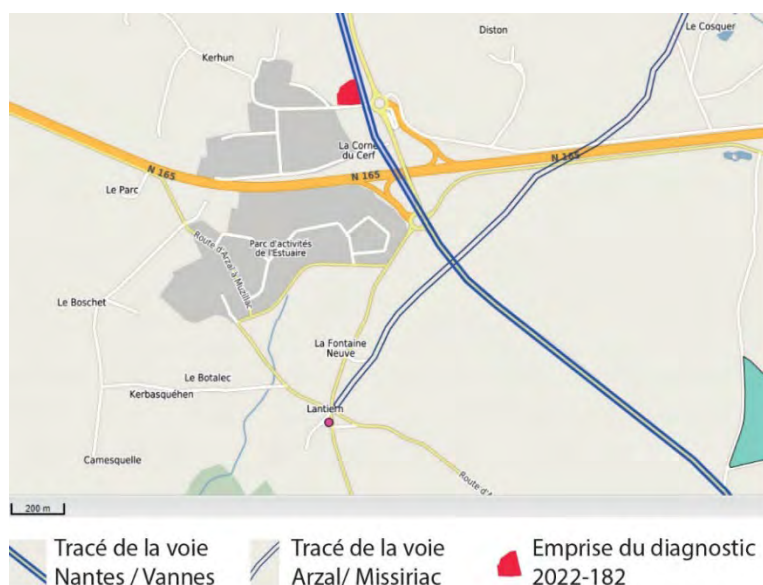 Diston
Le Cosquer
Kerhun
La Corne
du Cerf
N 165
N 165
N 165
Le Parc
Route d'Arzal à Muzillac
Parc d'activités
de l'Estuaire
Le Boschet
La Fontaine
Neuve
Le Botalec
Kerbasquéhen
Lantiern
Camesquelle
200 m
Tracé de la voie
Nantes / Vannes
Tracé de la voie
Arzal/ Missiriac
Emprise du diagnostic
2022-182